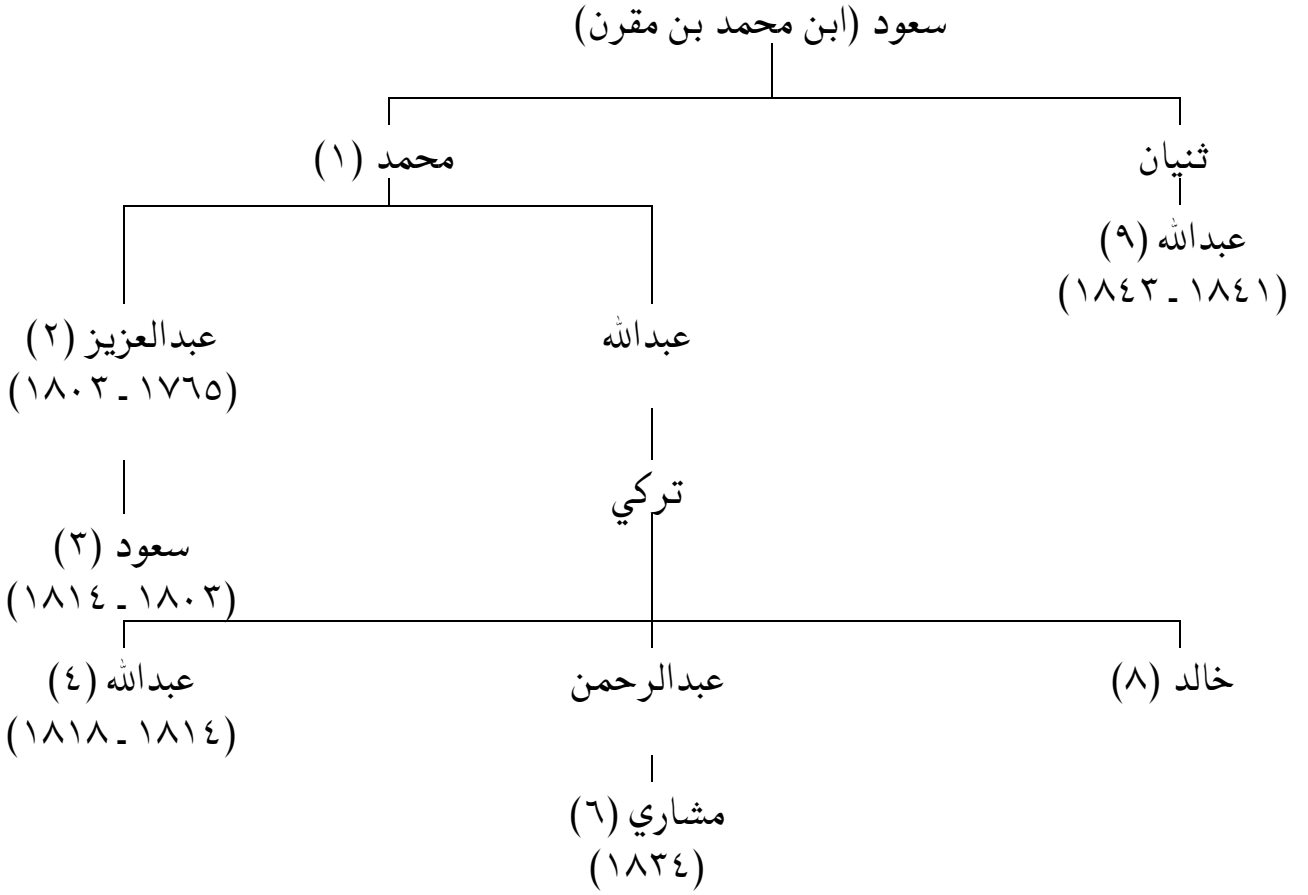 سعود (ابن محمد بن مقرن)
ثنيان
محمد (١)
عبدالله (٩)
(١٨٤١ ـ ١٨٤٣)
عبدالله
عبدالعزيز (٢)
(١٧٦٥ ـ ١٨٠٣)
تركي
سعود (٣)
(١٨٠٣ ـ ١٨١٤)
خالد (٨)
عبدالرحمن
عبدالله (٤)
(١٨١٤ ـ ١٨١٨)
مشاري (٦)
(١٨٣٤)